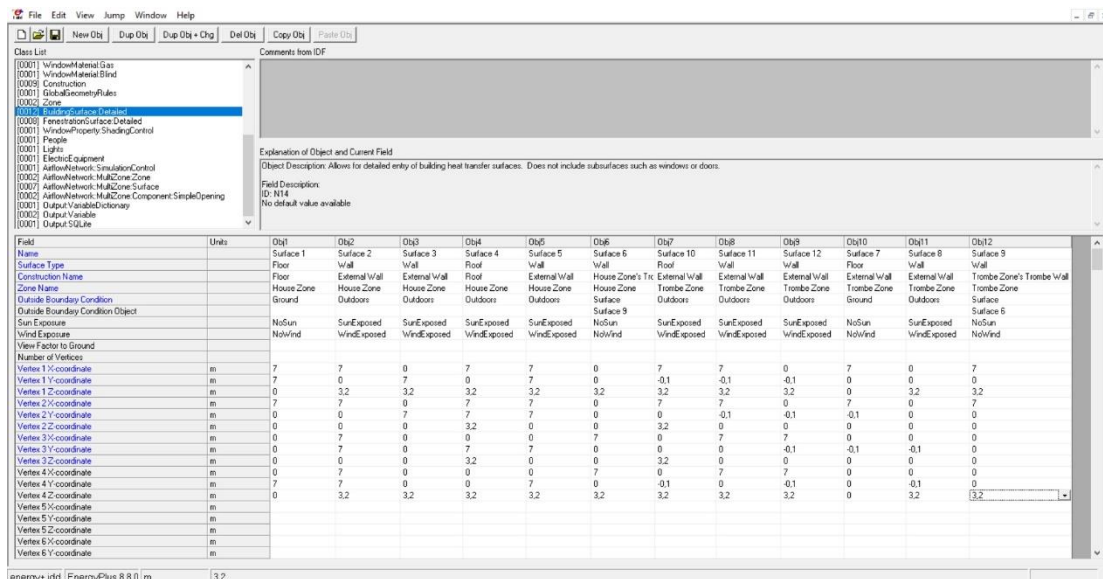 File Edit View Jump Window Help
New Obj Dup Obj Dup Obj + Chg Del Obj Copy Obj Paste Obj
Class List Comments from IDF
[0001] WindowMaterial:Gas
[0001] WindowMaterial:Blind
[0009] Construction
[0001] GlobalGeometryRules
[0002] Zone
[0012] BuildingSurface:Detailed
[0008] FenestrationSurface:Detailed
[0001] WindowProperty:ShadingControl
[0001] People
[0001] Lights
[0001] ElectricEquipment
[0001] AirflowNetwork:SimulationControl
[0002] AirflowNetwork:MultiZone:Zone
[0007] AirflowNetwork:MultiZone:Surface
[0002] AirflowNetwork:MultiZone:Component:SimpleOpening
[0001] Output:VariableDictionary
[0002] Output:Variable
[0001] Output:SQLite
Explanation of Object and Current Field
Object Description: Allows for detailed entry of building heat transfer surfaces. Does not include subsurfaces such as windows or doors.
Field Description:
ID: N14
No default value available
Field Units Obj1 Obj2 Obj3 Obj4 Obj5 Obj6 Obj7 Obj8 Obj9 Obj10 Obj11 Obj12
Name Surface 1 Surface 2 Surface 3 Surface 4 Surface 5 Surface 6 Surface 10 Surface 11 Surface 12 Surface 7 Surface 8 Surface 9
Surface Type Floor Wall Wall Roof Wall Wall Roof Wall Wall Floor Wall Wall
Construction Name Floor External Wall External Wall Roof External Wall House Zone's Trc External Wall External Wall External Wall External Wall External Wall Trombe Zone's Trombe Wall
Zone Name House Zone House Zone House Zone House Zone House Zone House Zone Trombe Zone Trombe Zone Trombe Zone Trombe Zone Trombe Zone Trombe Zone
Outside Boundary Condition Ground Outdoors Outdoors Outdoors Outdoors Surface Outdoors Outdoors Outdoors Ground Outdoors Surface
Outside Boundary Condition Object Surface 9 Surface 6
Sun Exposure NoSun SunExposed SunExposed SunExposed SunExposed NoSun SunExposed SunExposed SunExposed NoSun SunExposed NoSun
Wind Exposure NoWind WindExposed WindExposed WindExposed WindExposed NoWind WindExposed WindExposed WindExposed NoWind WindExposed NoWind
View Factor to Ground
Number of Vertices
Vertex 1 X-coordinate m 7 7 0 7 7 0 7 7 0 7 0 7
Vertex 1 Y-coordinate m 7 0 7 0 7 0 -0,1 -0,1 -0,1 0 0 0
Vertex 1 Z-coordinate m 0 3,2 3,2 3,2 3,2 3,2 3,2 3,2 3,2 0 3,2 3,2
Vertex 2 X-coordinate m 7 7 0 7 7 0 7 7 0 7 0 7
Vertex 2 Y-coordinate m 0 0 7 7 7 0 0 -0,1 -0,1 -0,1 0 0
Vertex 2 Z-coordinate m 0 0 0 3,2 0 0 3,2 0 0 0 0 0
Vertex 3 X-coordinate m 0 7 0 0 0 7 0 7 7 0 0 0
Vertex 3 Y-coordinate m 0 7 0 7 7 0 0 0 -0,1 -0,1 -0,1 0
Vertex 3 Z-coordinate m 0 0 0 3,2 0 0 3,2 0 0 0 0 0
Vertex 4 X-coordinate m 0 7 0 0 0 7 0 7 7 0 0 0
Vertex 4 Y-coordinate m 7 7 0 0 7 0 -0,1 0 -0,1 0 -0,1 0
Vertex 4 Z-coordinate m 0 3,2 3,2 3,2 3,2 3,2 3,2 3,2 3,2 0 3,2 3,2
Vertex 5 X-coordinate m
Vertex 5 Y-coordinate m
Vertex 5 Z-coordinate m
Vertex 6 X-coordinate m
Vertex 6 Y-coordinate m
energy+.idd EnergyPlus 8.8.0 m 3,2